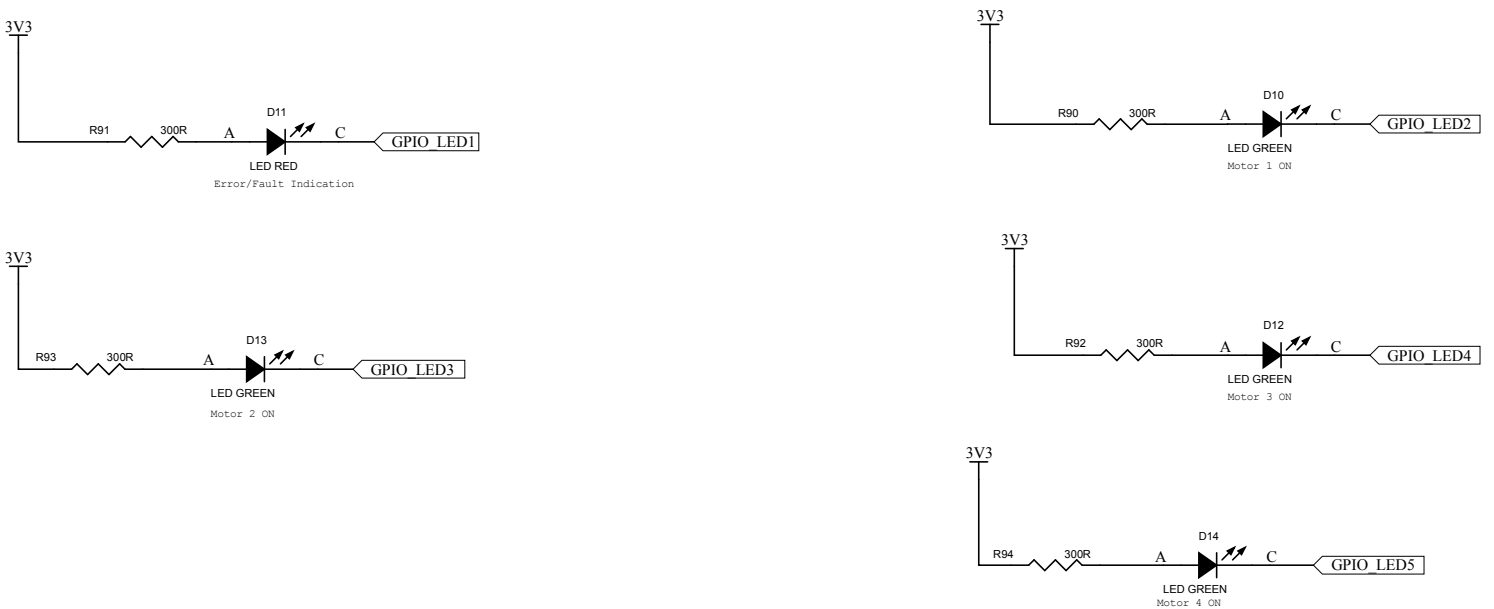 3V3
R91 300R A D11 C GPIO_LED1
LED RED
Error/Fault Indication
3V3
R90 300R A D10 C GPIO_LED2
LED GREEN
Motor 1 ON
3V3
R93 300R A D13 C GPIO_LED3
LED GREEN
Motor 2 ON
3V3
R92 300R A D12 C GPIO_LED4
LED GREEN
Motor 3 ON
3V3
R94 300R A D14 C GPIO_LED5
LED GREEN
Motor 4 ON